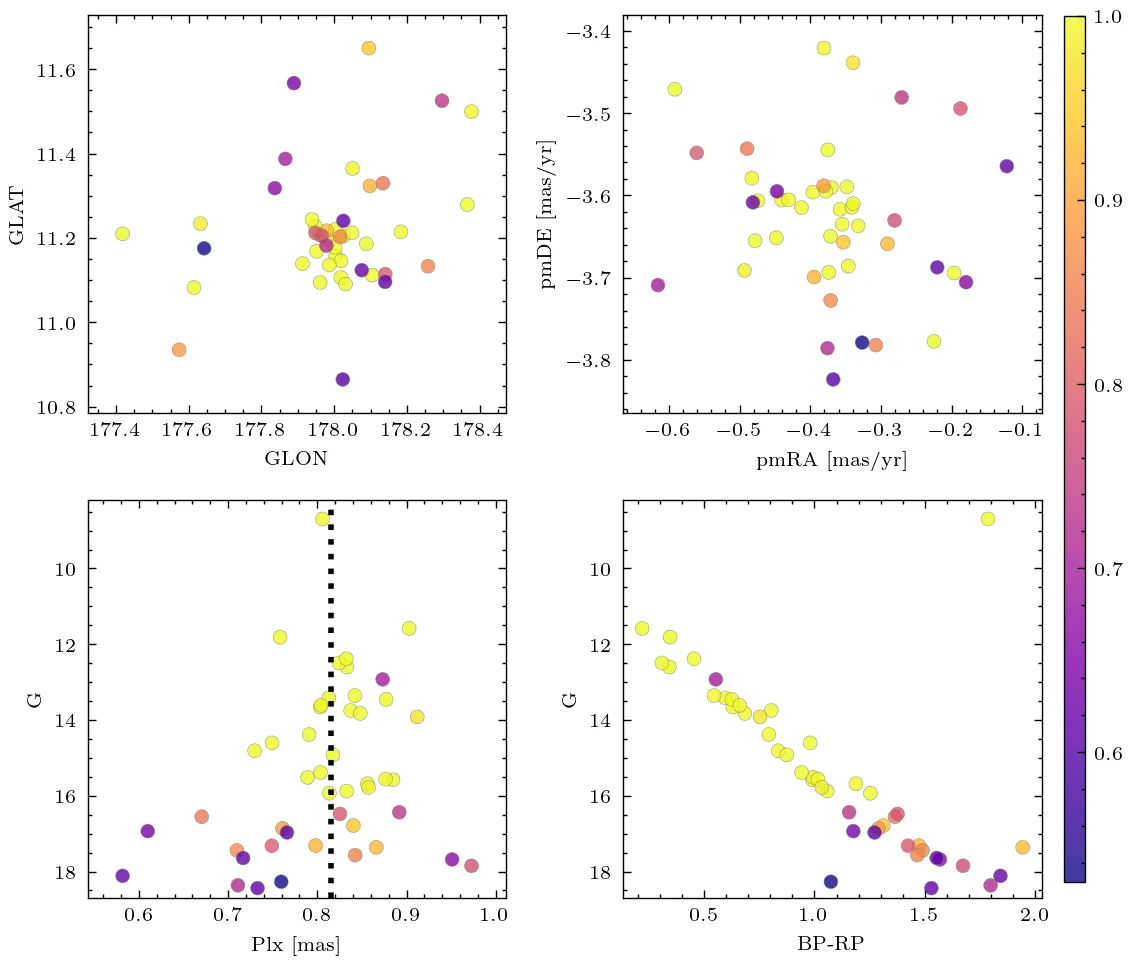 11.6
11.4
11.2
11.0
10.8
GLAT
177.4 177.6 177.8 178.0 178.2 178.4
GLON
−3.4
−3.5
−3.6
−3.7
−3.8
pmDE [mas/yr]
−0.6 −0.5 −0.4 −0.3 −0.2 −0.1
pmRA [mas/yr]
1.0
0.9
0.8
0.7
0.6
10
12
14
16
18
G
0.6 0.7 0.8 0.9 1.0
Plx [mas]
10
12
14
16
18
G
0.5 1.0 1.5 2.0
BP-RP